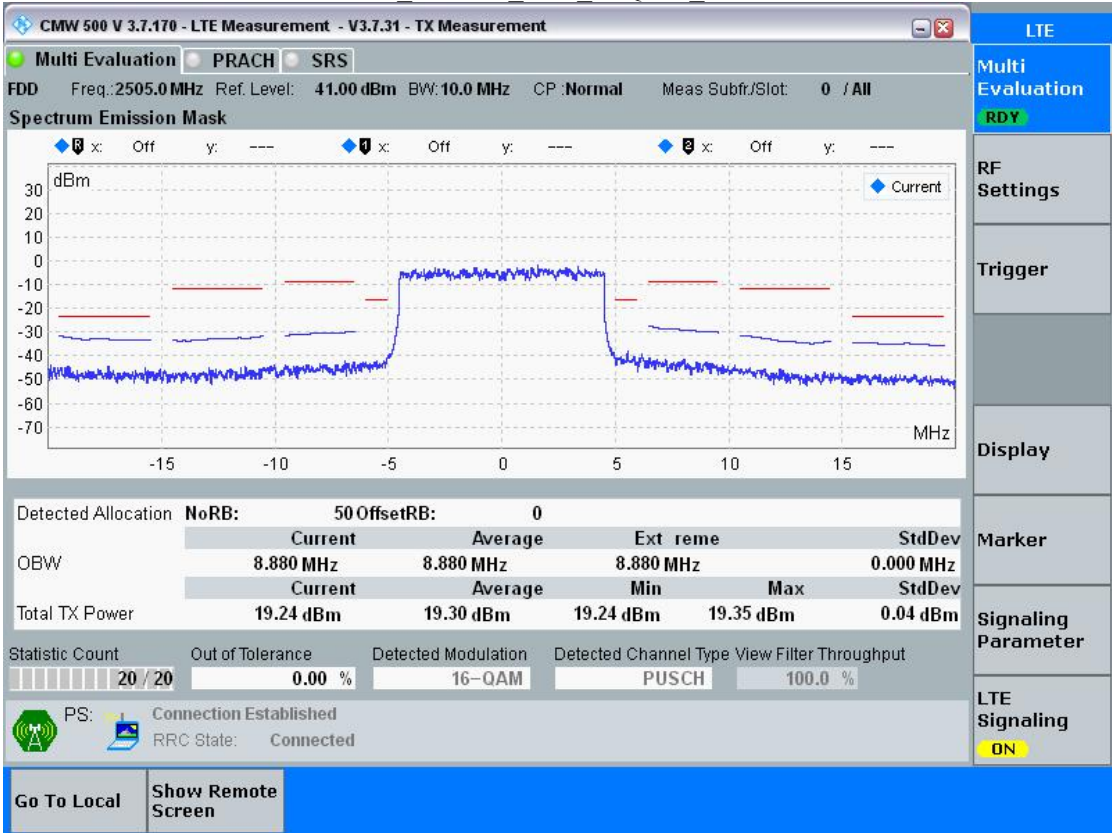 CMW 500 V 3.7.170 - LTE Measurement - V3.7.31 - TX Measurement
LTE
Multi Evaluation PRACH SRS
Multi Evaluation
RDY
FDD Freq.:2505.0 MHz Ref. Level: 41.00 dBm BW:10.0 MHz CP :Normal Meas Subfr./Slot: 0 / All
Spectrum Emission Mask
R x: Off y: --- 1 x: Off y: --- 2 x: Off y: ---
dBm
Current
30
20
10
0
-10
-20
-30
-40
-50
-60
-70
MHz
-15 -10 -5 0 5 10 15
RF Settings
Trigger
Display
Marker
Signaling Parameter
LTE Signaling
ON
Detected Allocation NoRB: 50 OffsetRB: 0
Current Average Ext reme StdDev
OBW 8.880 MHz 8.880 MHz 8.880 MHz 0.000 MHz
Current Average Min Max StdDev
Total TX Power 19.24 dBm 19.30 dBm 19.24 dBm 19.35 dBm 0.04 dBm
Statistic Count Out of Tolerance Detected Modulation Detected Channel Type View Filter Throughput
20 / 20 0.00 % 16-QAM PUSCH 100.0 %
PS: Connection Established
RRC State: Connected
Go To Local
Show Remote Screen